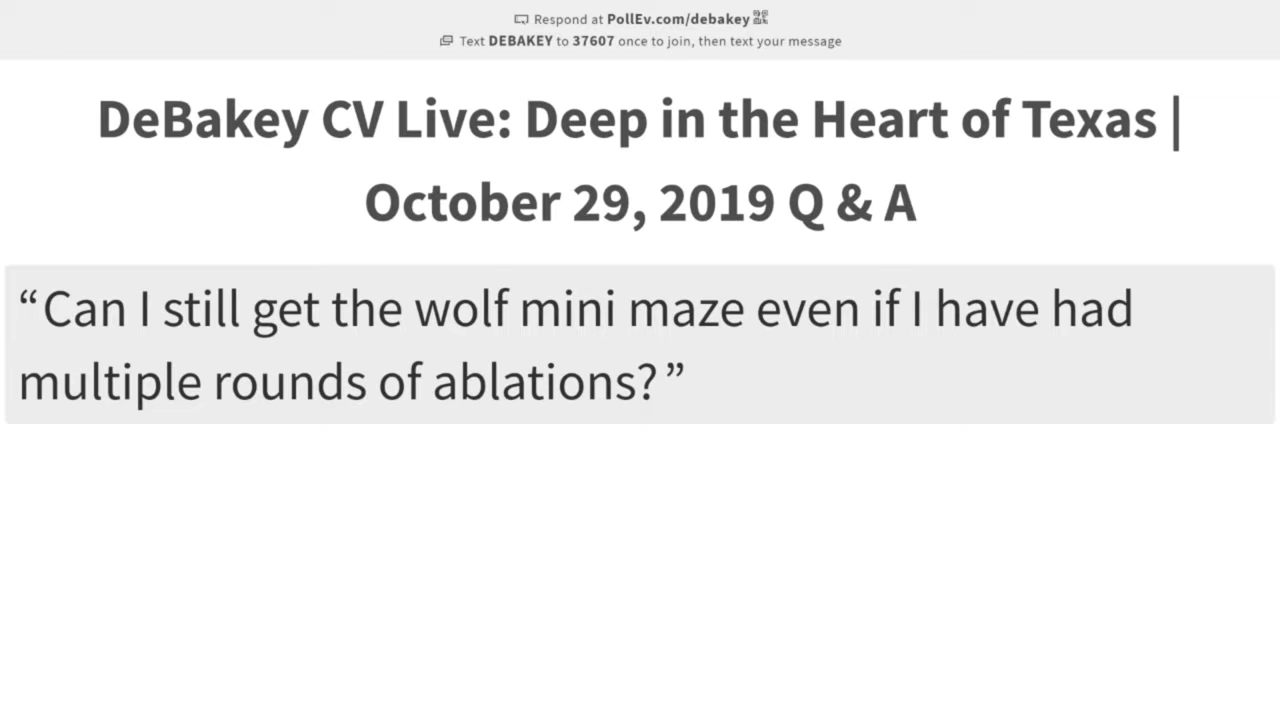 Respond at PollEv.com/debakey
Text DEBAKEY to 37607 once to join, then text your message
DeBakey CV Live: Deep in the Heart of Texas |
October 29, 2019 Q & A
“Can I still get the wolf mini maze even if I have had
multiple rounds of ablations?”